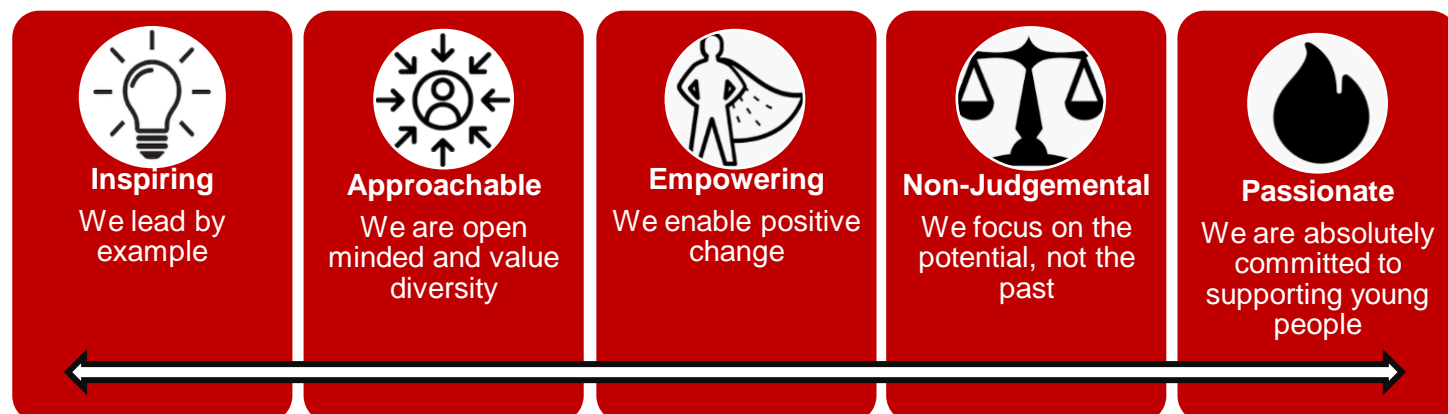 Inspiring
We lead by
example
Approachable
We are open
minded and value
diversity
Empowering
We enable positive
change
Non-Judgemental
We focus on the
potential, not the
past
Passionate
We are absolutely
committed to
supporting young
people